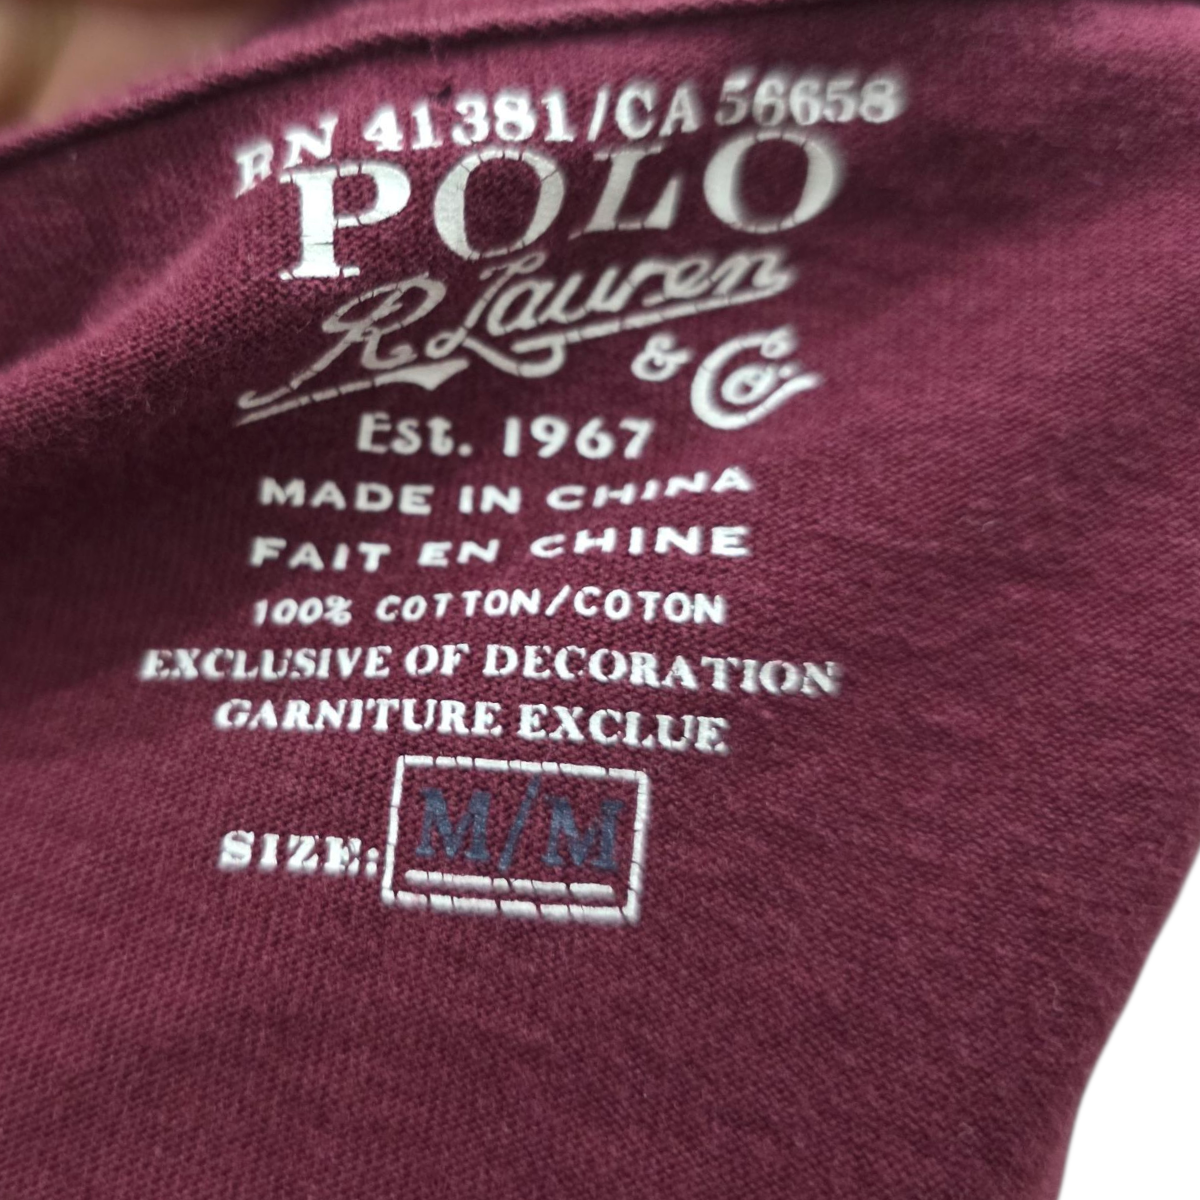 RN 41381/CA 56658
POLO
R Lauren
& Co.
Est. 1967
MADE IN CHINA
FAIT EN CHINE
100% COTTON/COTON
EXCLUSIVE OF DECORATION
GARNITURE EXCLUE
SIZE: M/M